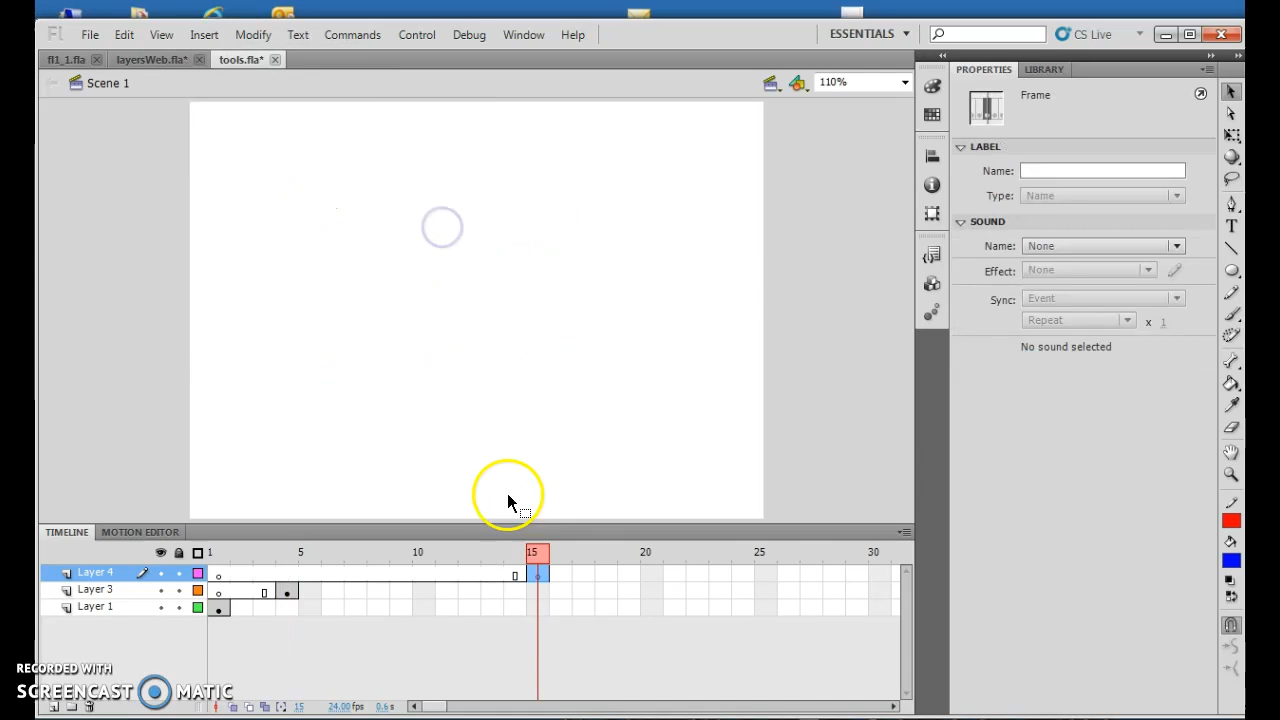 Fl File Edit View Insert Modify Text Commands Control Debug Window Help ESSENTIALS CS Live
fl1_1.fla layersWeb.fla* tools.fla*
Scene 1 110%
PROPERTIES LIBRARY
Frame
LABEL
Name:
Type: Name
SOUND
Name: None
Effect: None
Sync: Event
Repeat x 1
No sound selected
TIMELINE MOTION EDITOR
1 5 10 15 20 25 30
Layer 4
Layer 3
Layer 1
RECORDED WITH
SCREENCAST MATIC
15 24.00 fps 0.6 s